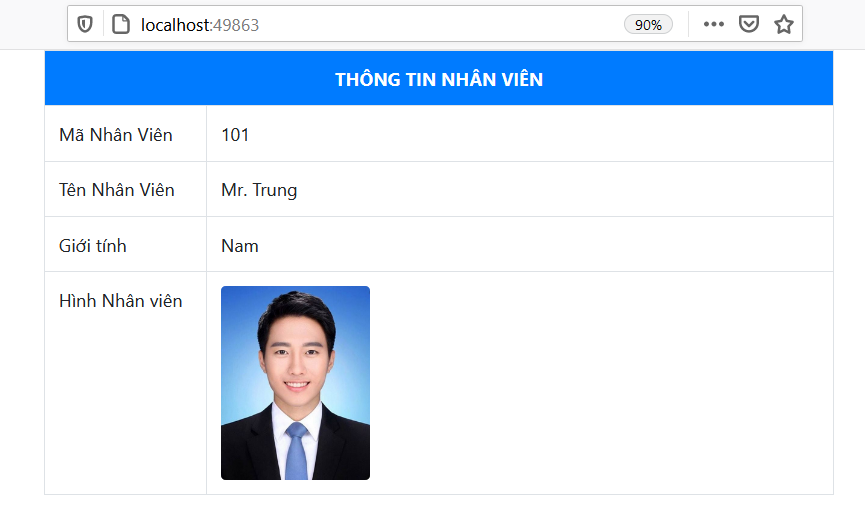 localhost:49863
90%
THÔNG TIN NHÂN VIÊN
Mã Nhân Viên 101
Tên Nhân Viên Mr. Trung
Giới tính Nam
Hình Nhân viên